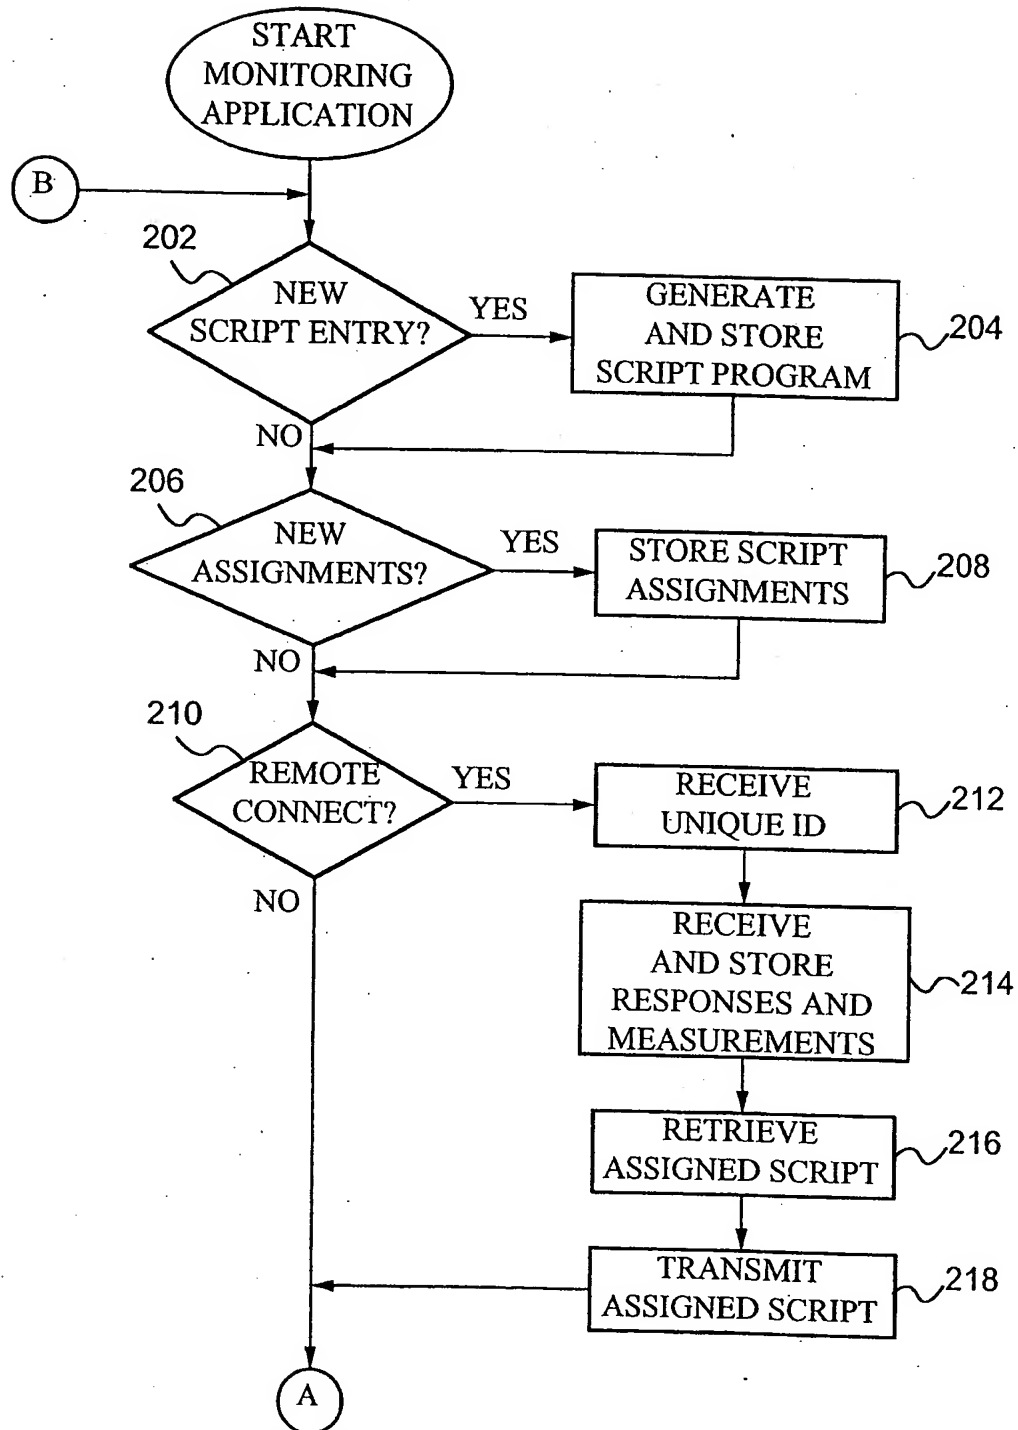 START
MONITORING
APPLICATION
B
202
NEW
SCRIPT ENTRY?
YES
GENERATE
AND STORE
SCRIPT PROGRAM
204
NO
206
NEW
ASSIGNMENTS?
YES
STORE SCRIPT
ASSIGNMENTS
208
NO
210
REMOTE
CONNECT?
YES
RECEIVE
UNIQUE ID
212
NO
RECEIVE
AND STORE
RESPONSES AND
MEASUREMENTS
214
RETRIEVE
ASSIGNED SCRIPT
216
TRANSMIT
ASSIGNED SCRIPT
218
A